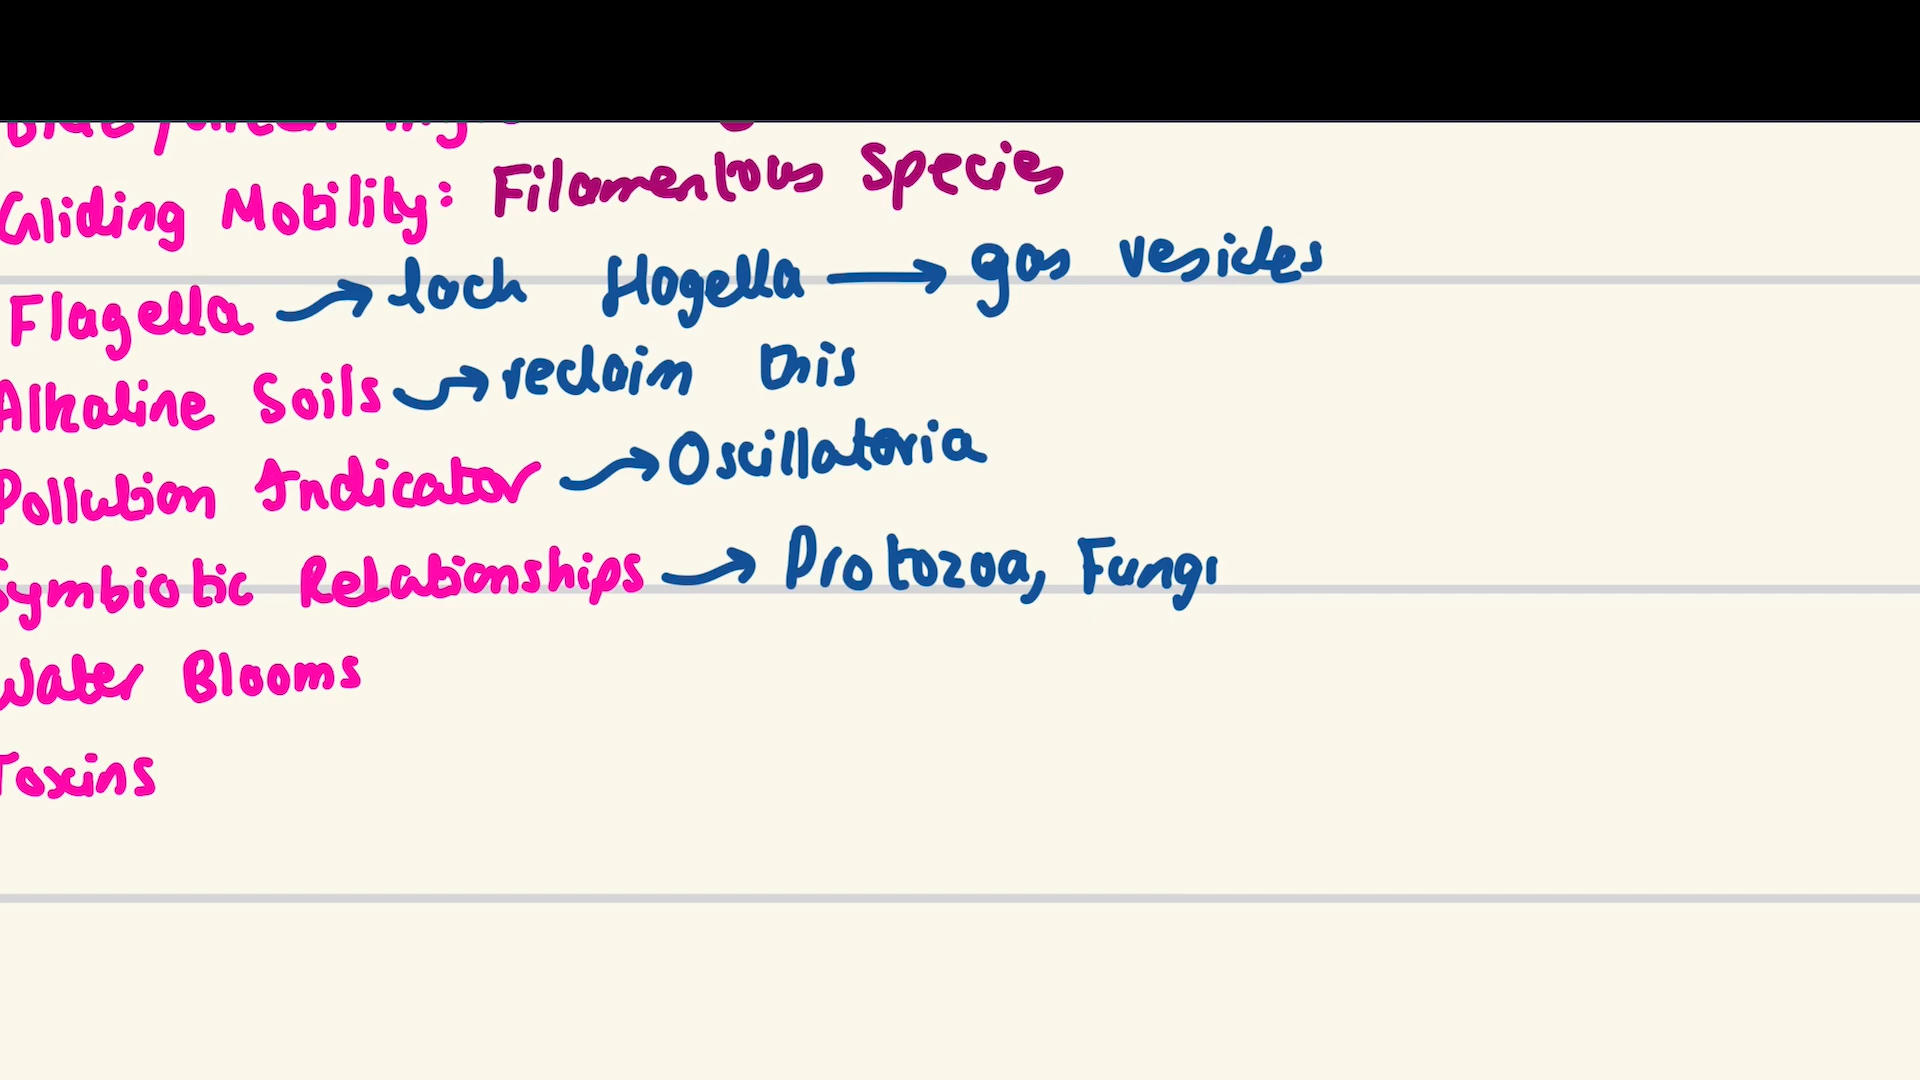 Gliding Motility: Filamentous Species
Flagella → lack flagella → gas vesicles
Alkaline Soils → reclaim this
Pollution Indicator → Oscillatoria
Symbiotic Relationships → Protozoa, Fungi
Water Blooms
Toxins